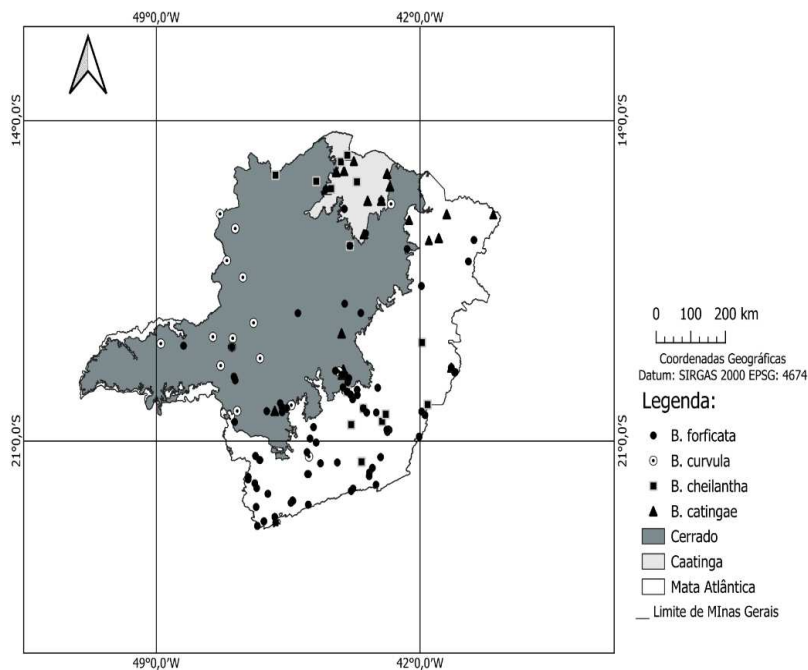 49°0,0'W
42°0,0'W
14°0,0'S
14°0,0'S
21°0,0'S
21°0,0'S
0 100 200 km
Coordenadas Geográficas
Datum: SIRGAS 2000 EPSG: 4674
Legenda:
B. forficata
B. curvula
B. cheilantha
B. catingae
Cerrado
Caatinga
Mata Atlântica
Limite de MInas Gerais
49°0,0'W
42°0,0'W